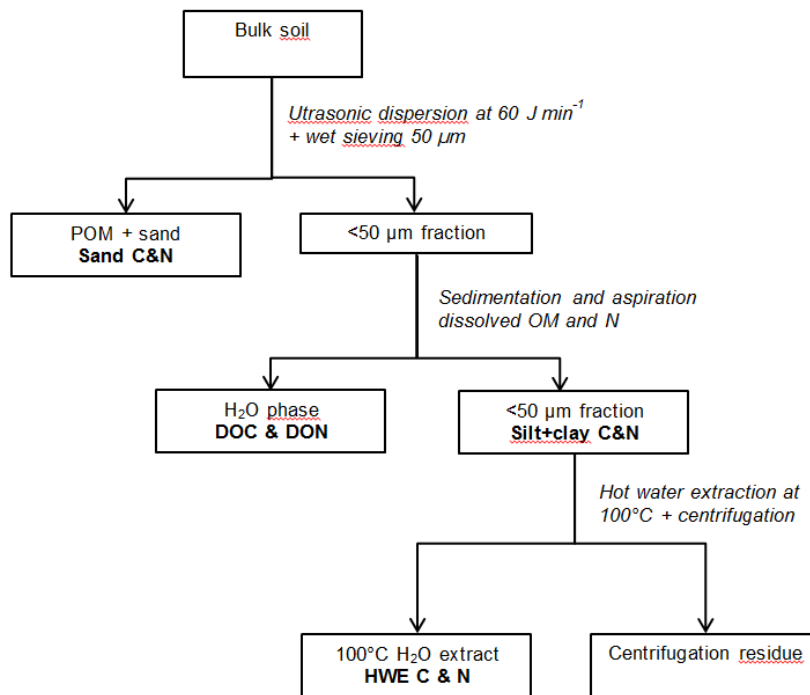 Bulk soil
Utrasonic dispersion at 60 J min⁻¹
+ wet sieving 50 µm
POM + sand
Sand C&N
<50 µm fraction
Sedimentation and aspiration
dissolved OM and N
H₂O phase
DOC & DON
<50 µm fraction
Silt+clay C&N
Hot water extraction at
100°C + centrifugation
100°C H₂O extract
HWE C & N
Centrifugation residue